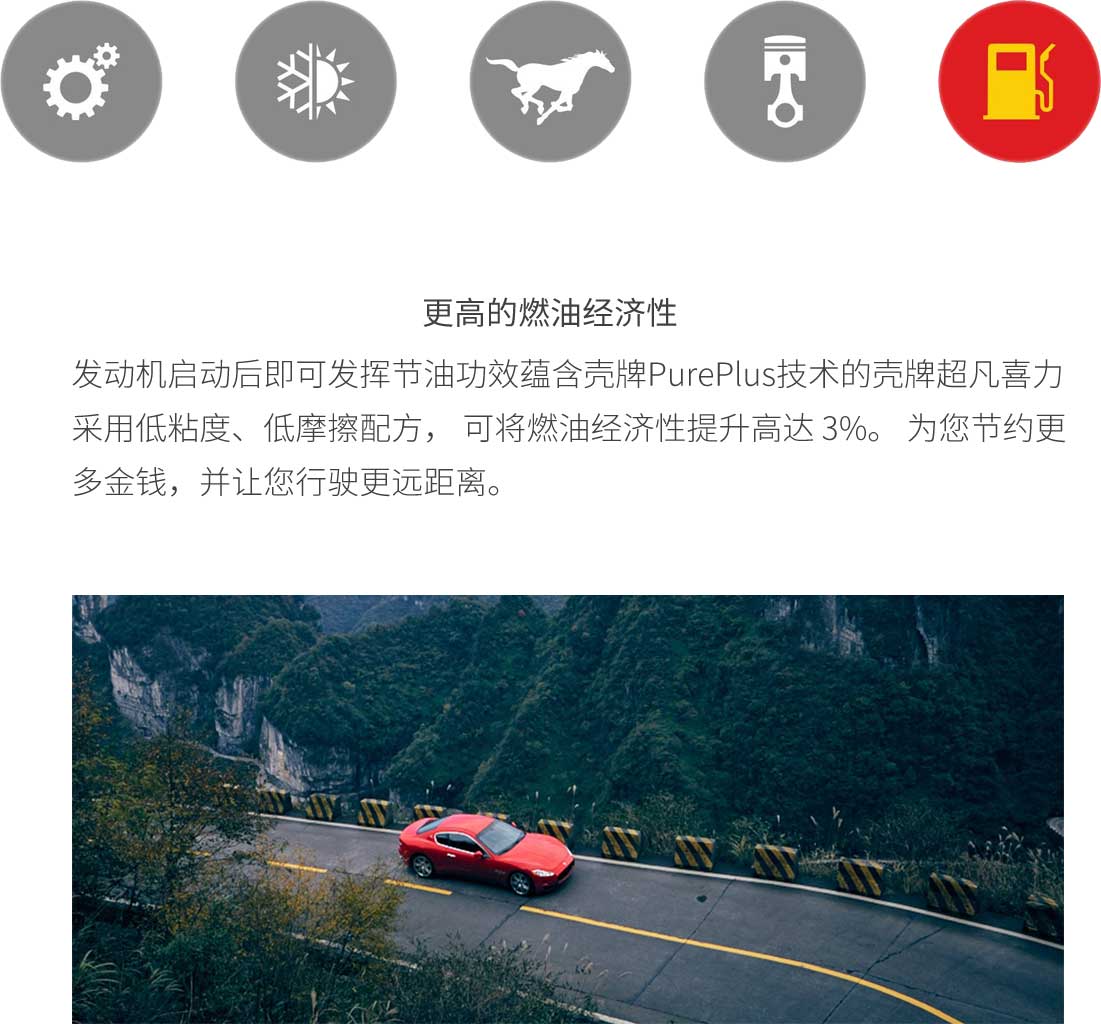 更高的燃油经济性
发动机启动后即可发挥节油功效蕴含壳牌PurePlus技术的壳牌超凡喜力
采用低粘度、低摩擦配方， 可将燃油经济性提升高达 3%。 为您节约更
多金钱，并让您行驶更远距离。